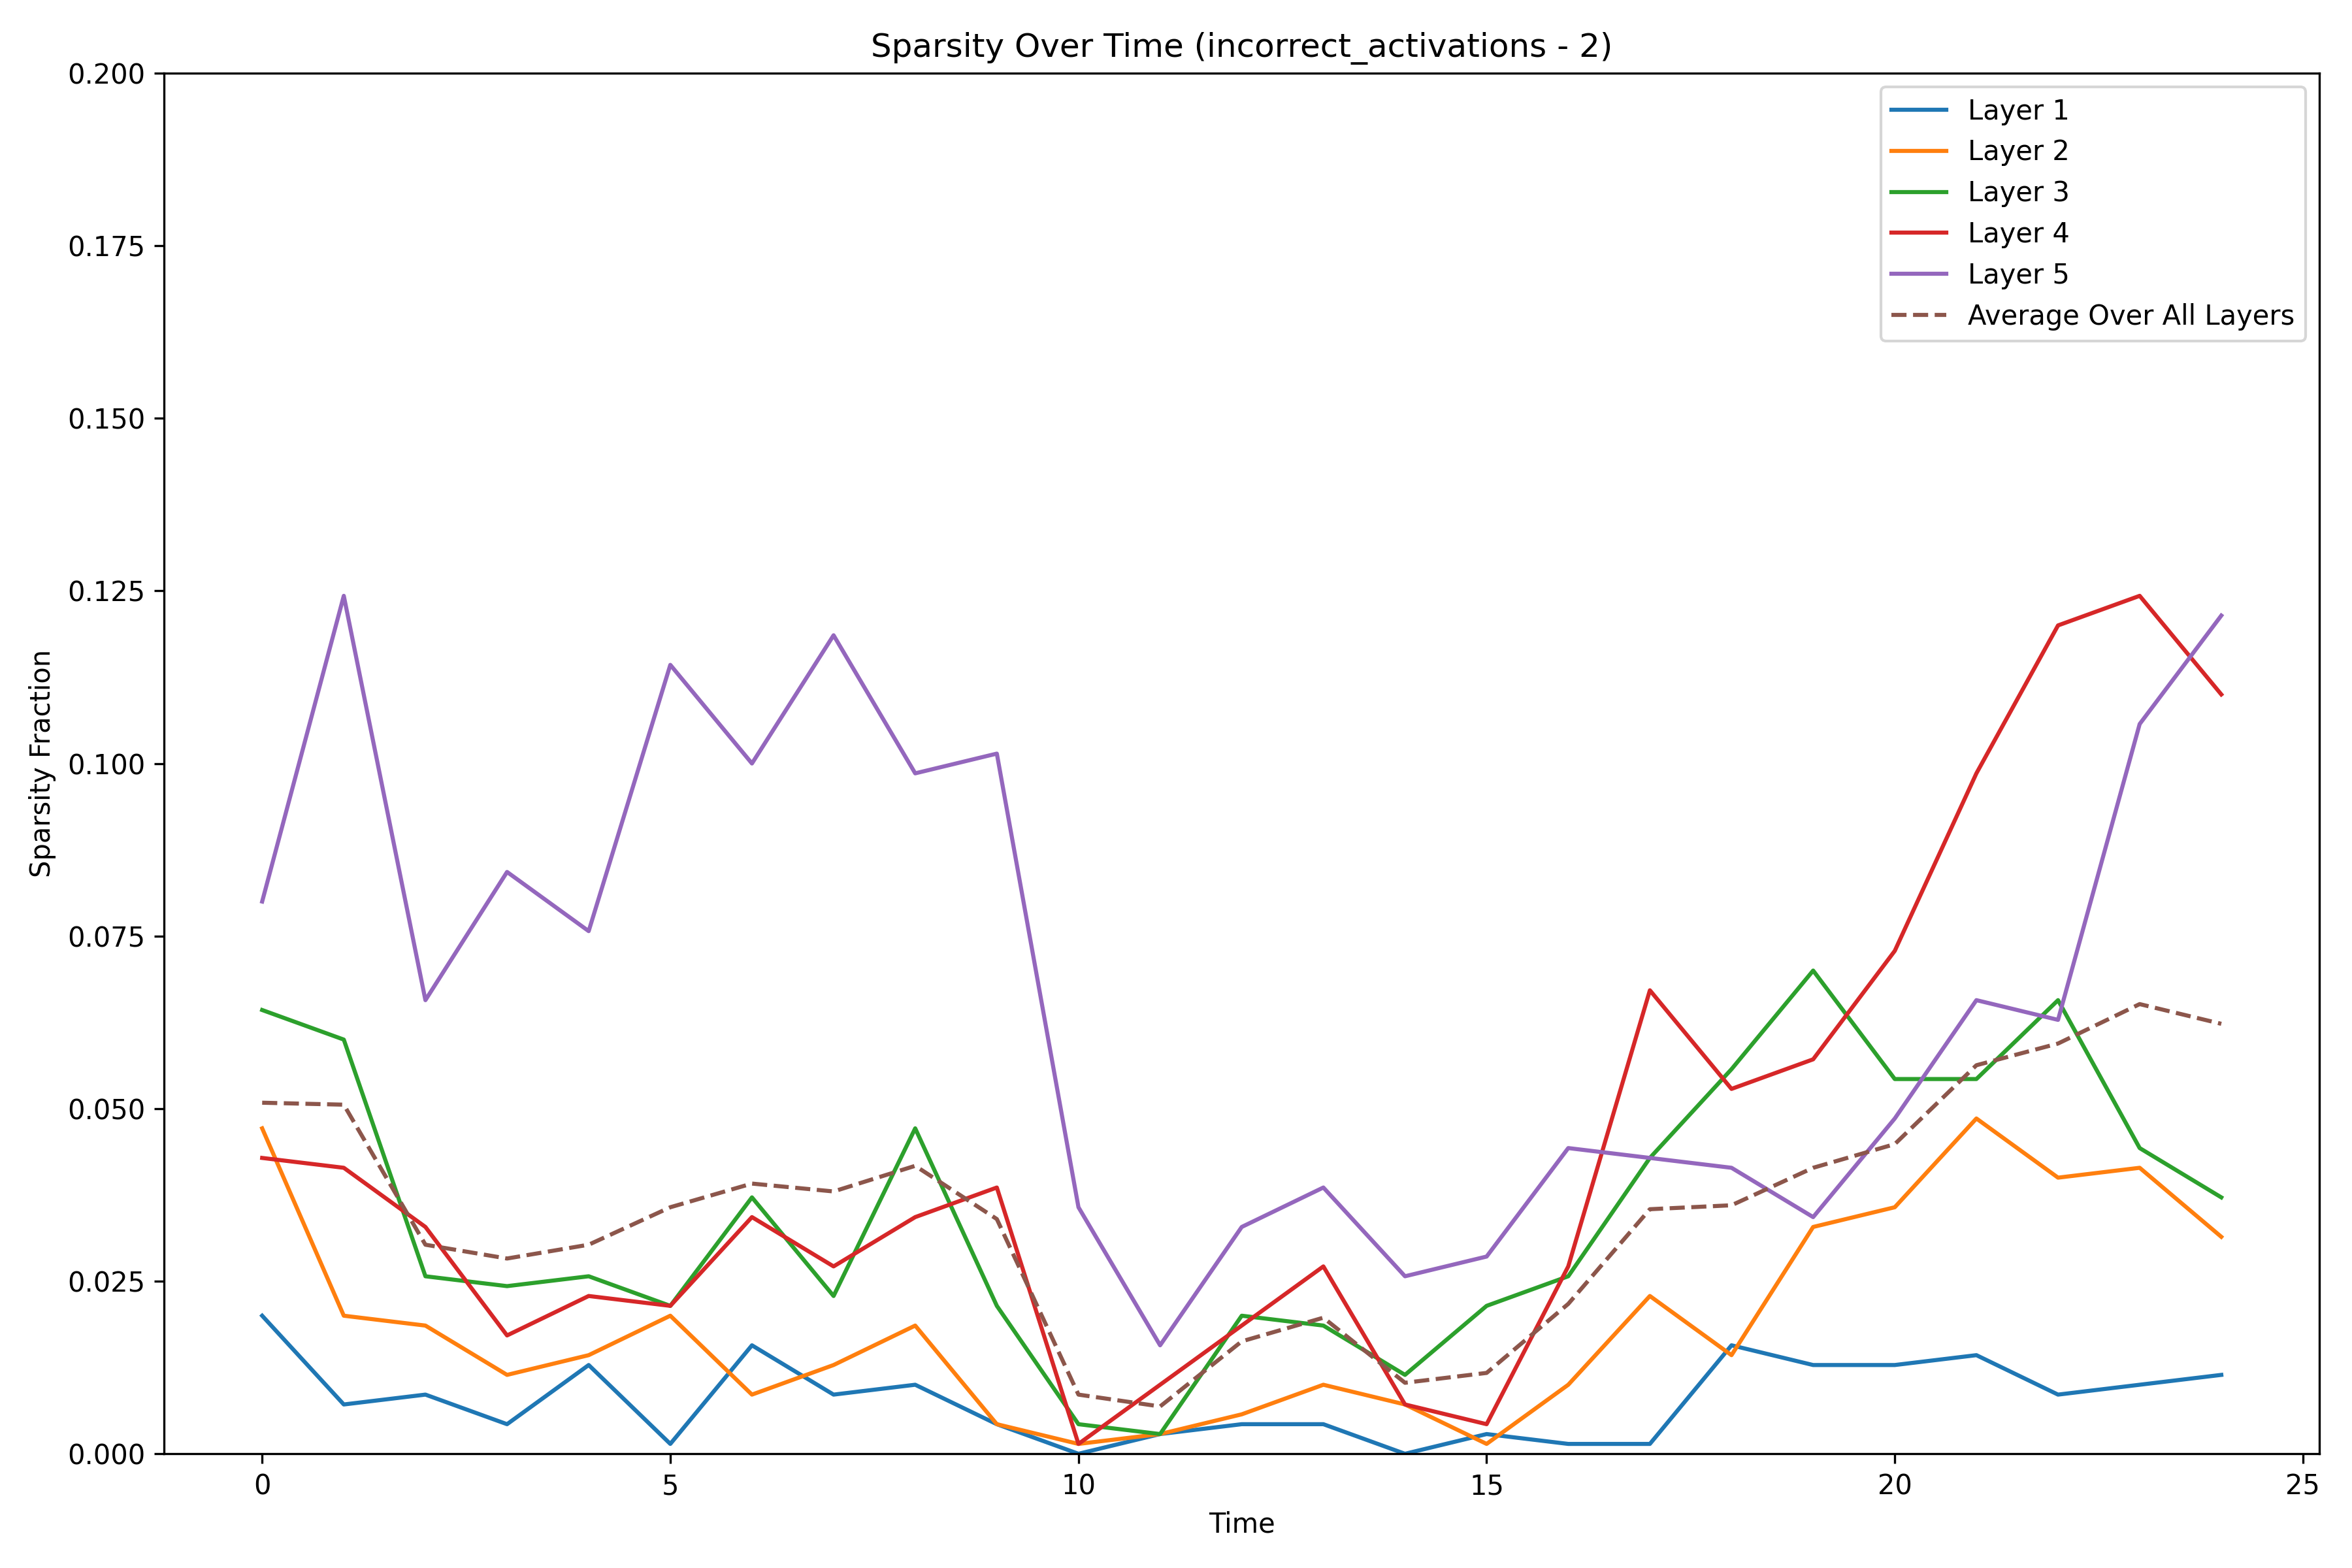 Sparsity Over Time (incorrect_activations - 2)
0.200
0.175
0.150
0.125
0.100
0.075
0.050
0.025
0.000
Sparsity Fraction
Layer 1
Layer 2
Layer 3
Layer 4
Layer 5
Average Over All Layers
0 5 10 15 20 25
Time